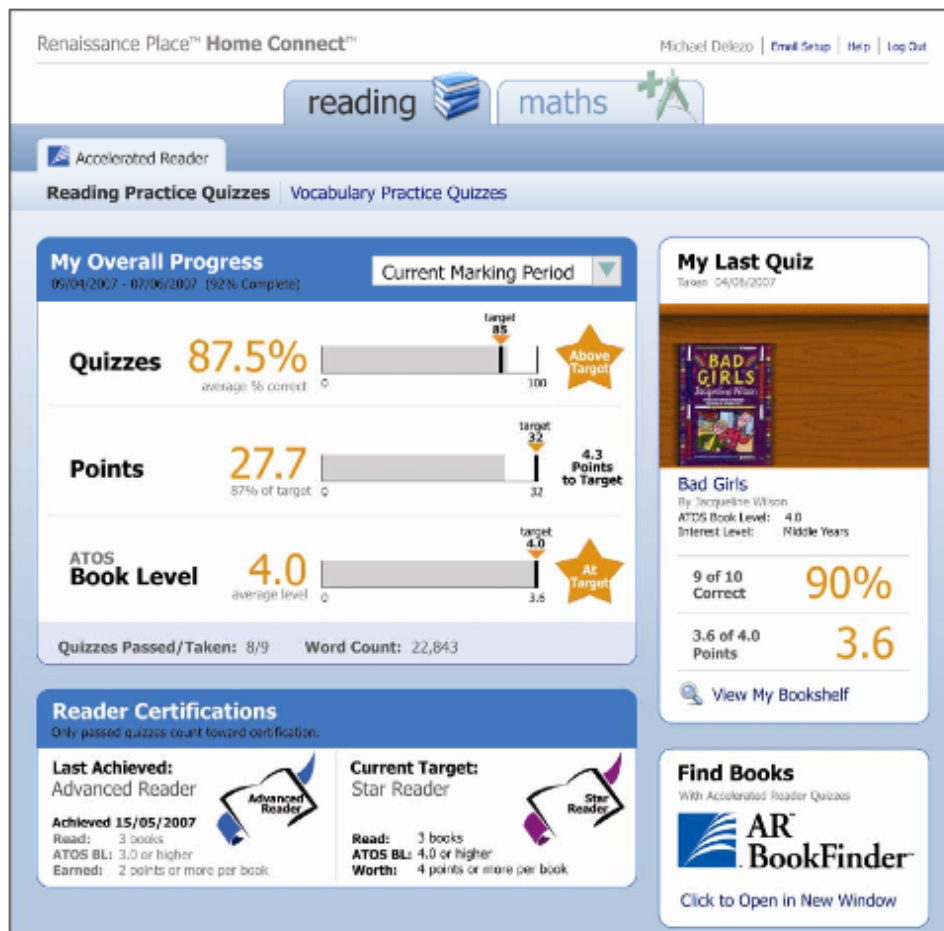 Renaissance Place™ Home Connect™
Michael Delezo | Email Setup | Help | Log Out
reading
maths
Accelerated Reader
Reading Practice Quizzes | Vocabulary Practice Quizzes
My Overall Progress
09/04/2007 - 07/06/2007 (92% Complete)
Current Marking Period
Quizzes
87.5%
average % correct
target
85
0
100
Above
Target
Points
27.7
87% of target
target
32
0
32
4.3
Points
to Target
ATOS
Book Level
4.0
average level
target
4.0
0
3.6
At
Target
Quizzes Passed/Taken: 8/9 Word Count: 22,843
Reader Certifications
Only passed quizzes count toward certification.
Last Achieved:
Advanced Reader
Advanced
Reader
Achieved 15/05/2007
Read: 3 books
ATOS BL: 3.0 or higher
Earned: 2 points or more per book
Current Target:
Star Reader
Star
Reader
Read: 3 books
ATOS BL: 4.0 or higher
Worth: 4 points or more per book
My Last Quiz
Taken 04/06/2007
BAD
GIRLS
Jacqueline Wilson
Bad Girls
By Jacqueline Wilson
ATOS Book Level: 4.0
Interest Level: Middle Years
9 of 10
Correct
90%
3.6 of 4.0
Points
3.6
View My Bookshelf
Find Books
With Accelerated Reader Quizzes
AR™
BookFinder™
Click to Open in New Window